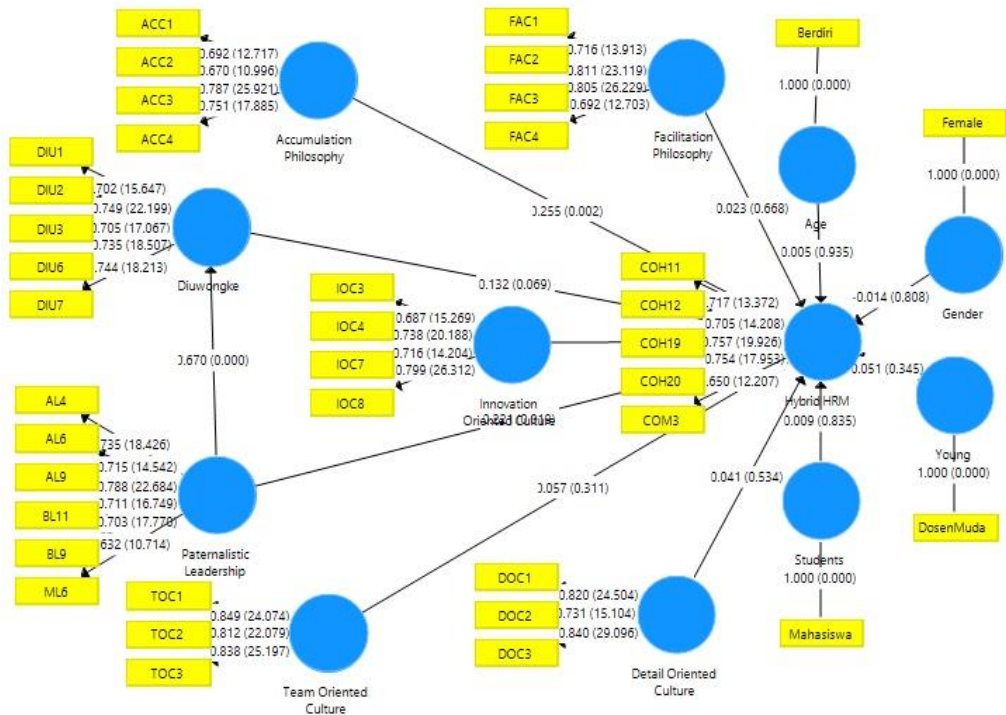 ACC1
ACC2
ACC3
ACC4
0.692 (12.717)
0.670 (10.996)
0.787 (25.921)
0.751 (17.885)
Accumulation
Philosophy
FAC1
FAC2
FAC3
FAC4
0.716 (13.913)
0.811 (23.119)
0.805 (26.229)
0.692 (12.703)
Facilitation
Philosophy
Berdiri
1.000 (0.000)
Age
Female
1.000 (0.000)
Gender
DIU1
DIU2
DIU3
DIU6
DIU7
.702 (15.647)
0.749 (22.199)
0.705 (17.067)
0.735 (18.507)
.744 (18.213)
Diuwongke
0.255 (0.002)
0.023 (0.668)
0.005 (0.935)
-0.014 (0.808)
0.132 (0.069)
IOC3
IOC4
IOC7
IOC8
0.687 (15.269)
0.738 (20.188)
0.716 (14.204)
0.799 (26.312)
Innovation
Oriented Culture
COH11
COH12
COH19
COH20
COM3
.717 (13.372)
0.705 (14.208)
0.757 (19.926)
0.754 (17.953)
.650 (12.207)
Hybrid HRM
0.051 (0.345)
Young
1.000 (0.000)
DosenMuda
0.670 (0.000)
0.009 (0.835)
Students
1.000 (0.000)
Mahasiswa
AL4
AL6
AL9
BL11
BL9
ML6
.735 (18.426)
0.715 (14.542)
0.788 (22.684)
0.711 (16.749)
0.703 (17.770)
.632 (10.714)
Paternalistic
Leadership
0.057 (0.311)
0.041 (0.534)
TOC1
TOC2
TOC3
0.849 (24.074)
0.812 (22.079)
0.838 (25.197)
Team Oriented
Culture
DOC1
DOC2
DOC3
0.820 (24.504)
0.731 (15.104)
0.840 (29.096)
Detail Oriented
Culture